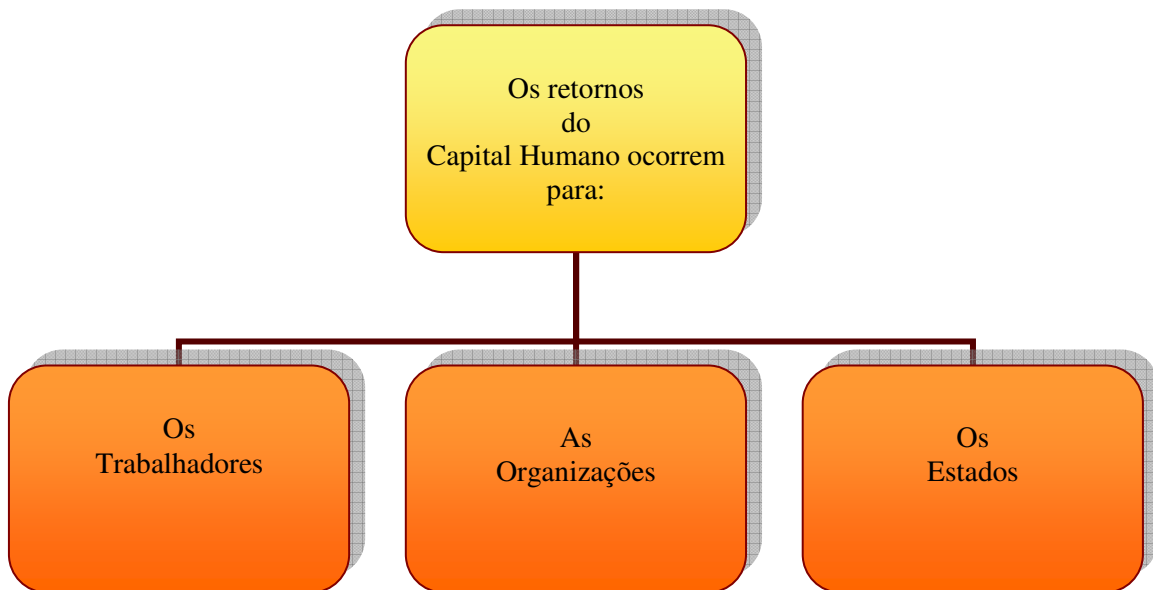 Os retornos
do
Capital Humano ocorrem
para:
Os
Trabalhadores
As
Organizações
Os
Estados